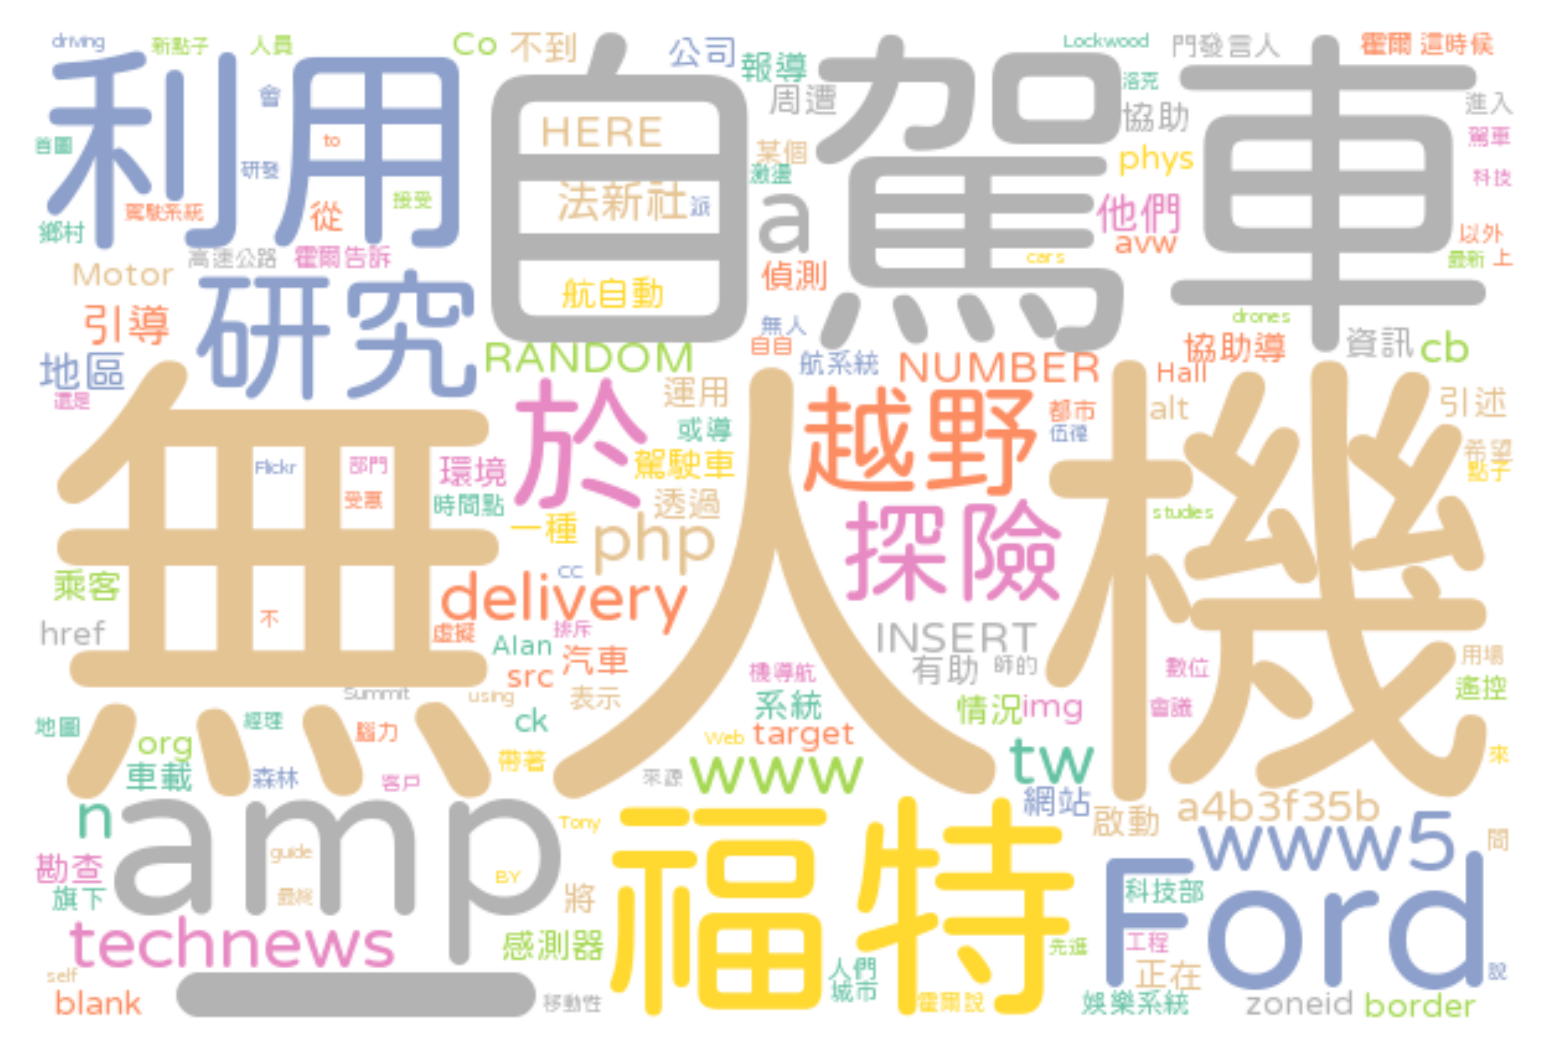 driving
新點子
人員
Co
不到
公司
報導
Lockwood
門發言人
霍爾
這時候
利用
自
駕
車
會
周遭
洛克
協助
進入
首圖
to
HERE
某個
激盪
phys
駕車
研發
法新社
派
a
他們
科技
駕駛系統
從
接受
avw
以外
鄉村
高速公路
霍爾告訴
cars
最新
上
Motor
偵測
航自動
研究
引導
無人
drones
自自
協助導
資訊
cb
地區
RANDOM
航系統
NUMBER
Hall
還是
於
運用
越野
都市
alt
引述
或導
伍德
希望
Flickr
部門
環境
駕駛車
點子
無人機
受惠
時間點
透過
探險
studies
一種
php
cc
乘客
delivery
不
href
虛擬
Alan
排斥
INSERT
src
汽車
有助
師的
數位
用場
機導航
Summit
using
表示
系統
情況
img
會議
遙控
地圖
經理
腦力
ck
org
Web
target
來
車載
森林
客戶
帶著
來源
www
tw
網站
a4b3f35b
n
amp
Tony
福特
啟動
www5
間
guide
勘查
BY
Ford
旗下
最終
將
科技部
technews
感測器
先進
工程
self
人們
正在
說
blank
移動性
城市
霍爾說
娛樂系統
zoneid
border